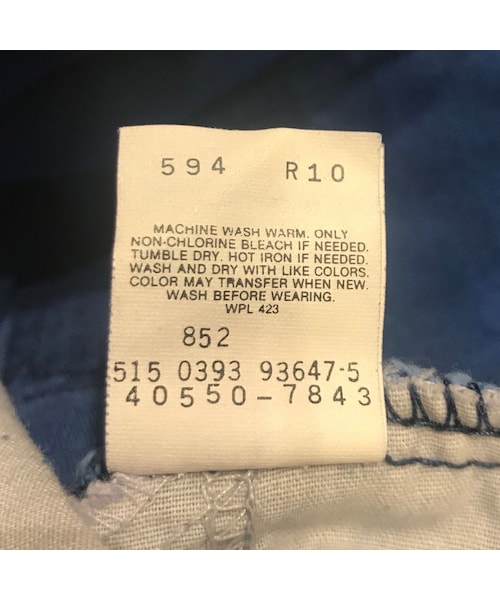 594 R10
MACHINE WASH WARM. ONLY
NON-CHLORINE BLEACH IF NEEDED.
TUMBLE DRY. HOT IRON IF NEEDED.
WASH AND DRY WITH LIKE COLORS.
COLOR MAY TRANSFER WHEN NEW.
WASH BEFORE WEARING.
WPL 423
852
515 0393 93647-5
40550-7843